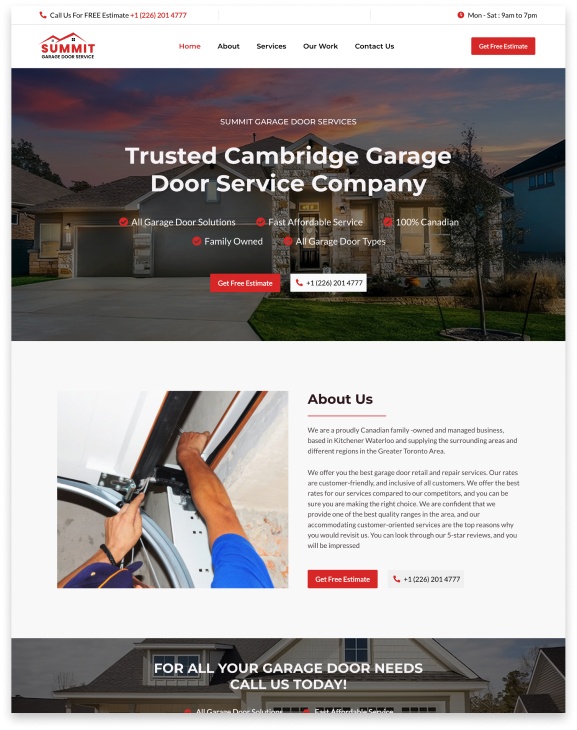 Call Us For FREE Estimate +1 (226) 201 4777
Mon - Sat : 9am to 7pm
SUMMIT
GARAGE DOOR SERVICE
Home About Services Our Work Contact Us
Get Free Estimate
SUMMIT GARAGE DOOR SERVICES
Trusted Cambridge Garage
Door Service Company
All Garage Door Solutions Fast Affordable Service 100% Canadian
Family Owned All Garage Door Types
Get Free Estimate +1 (226) 201 4777
About Us
We are a proudly Canadian family -owned and managed business,
based in Kitchener Waterloo and supplying the surrounding areas and
different regions in the Greater Toronto Area.
We offer you the best garage door retail and repair services. Our rates
are customer-friendly, and inclusive of all customers. We offer the best
rates for our services compared to our competitors, and you can be
sure you are making the right choice. We are confident that we
provide one of the best quality ranges in the area, and our
accommodating customer-oriented services are the top reasons why
you would revisit us. You can look through our 5-star reviews, and you
will be impressed
Get Free Estimate +1 (226) 201 4777
FOR ALL YOUR GARAGE DOOR NEEDS
CALL US TODAY!
All Garage Door Solutions Fast Affordable Service